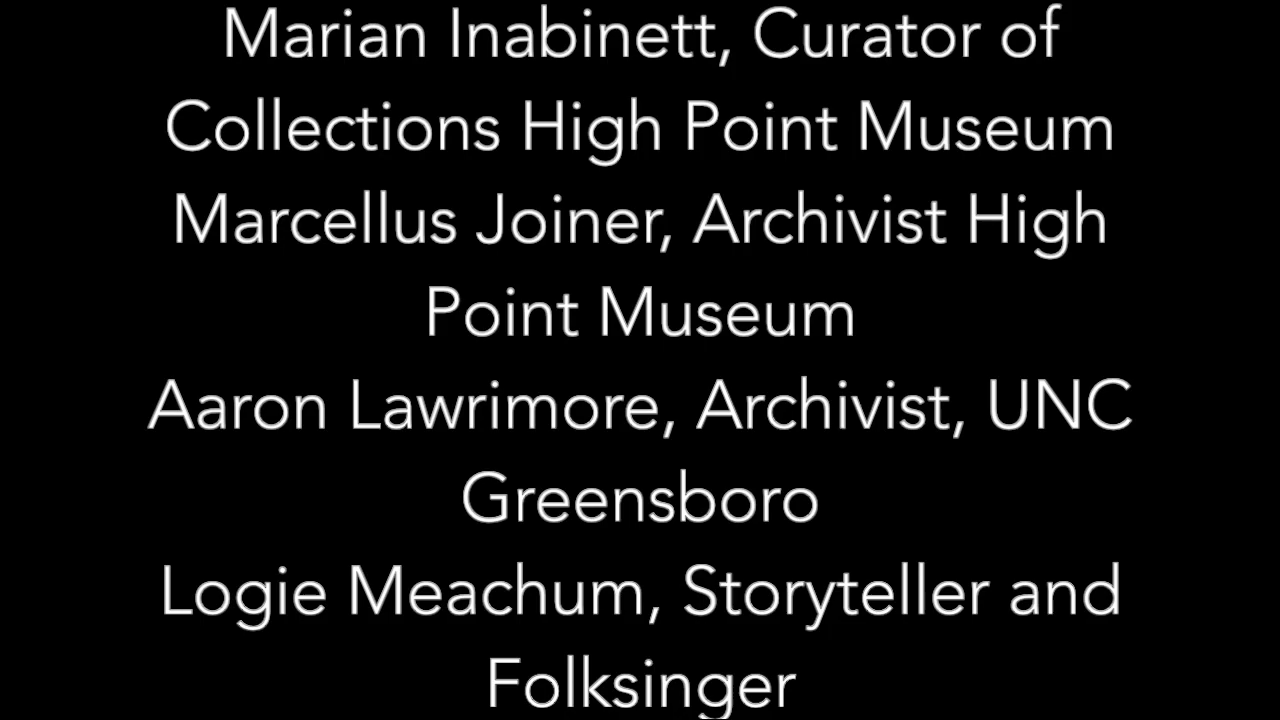 Marian Inabinett, Curator of
Collections High Point Museum
Marcellus Joiner, Archivist High
Point Museum
Aaron Lawrimore, Archivist, UNC
Greensboro
Logie Meachum, Storyteller and
Folksinger